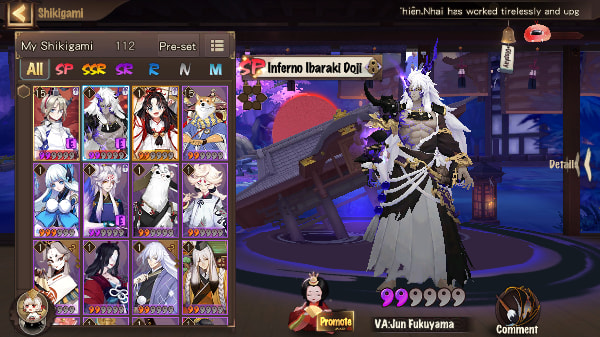 Shikigami
hiên.Nhai has worked tirelessly and upg
My Shikigami 112 Pre-set
All SP SSR SR R N M
SP Inferno Ibaraki Doji
Detail
Promote
VA:Jun Fukuyama
Comment